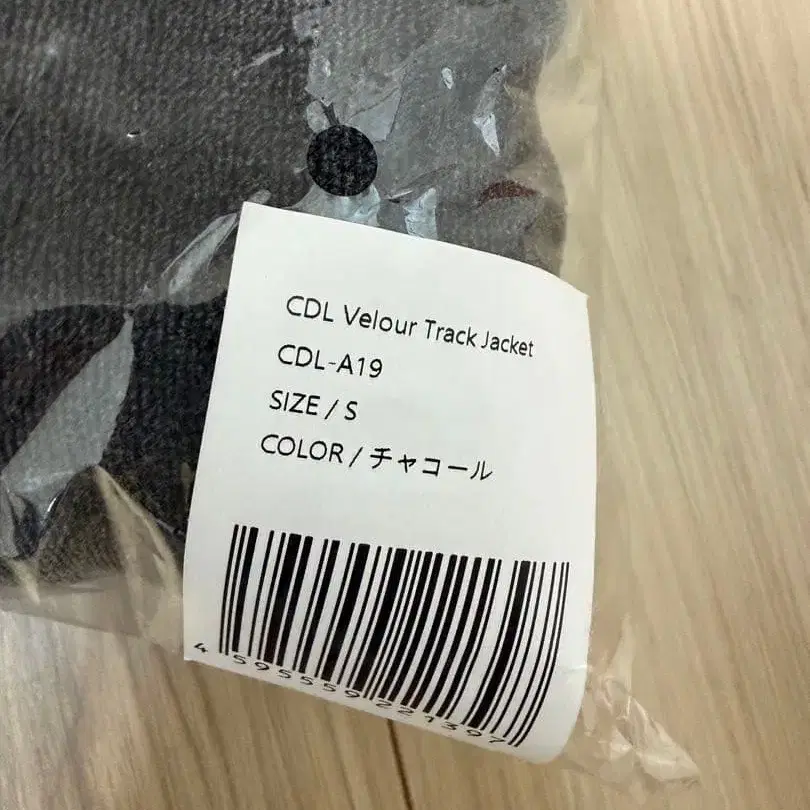 CDL Velour Track Jacket
CDL-A19
SIZE / S
COLOR / チャコール
4 595559 221397